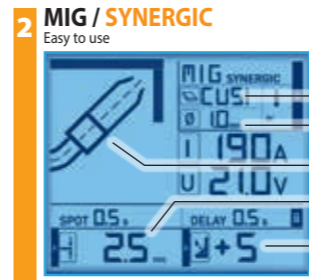 2 MIG / SYNERGIC
Easy to use
MIG SYNERGIC
CUSI
Ø 1.0
I 190A
U 21.0V
SPOT 0.5s DELAY 0.5s
2.5 +5